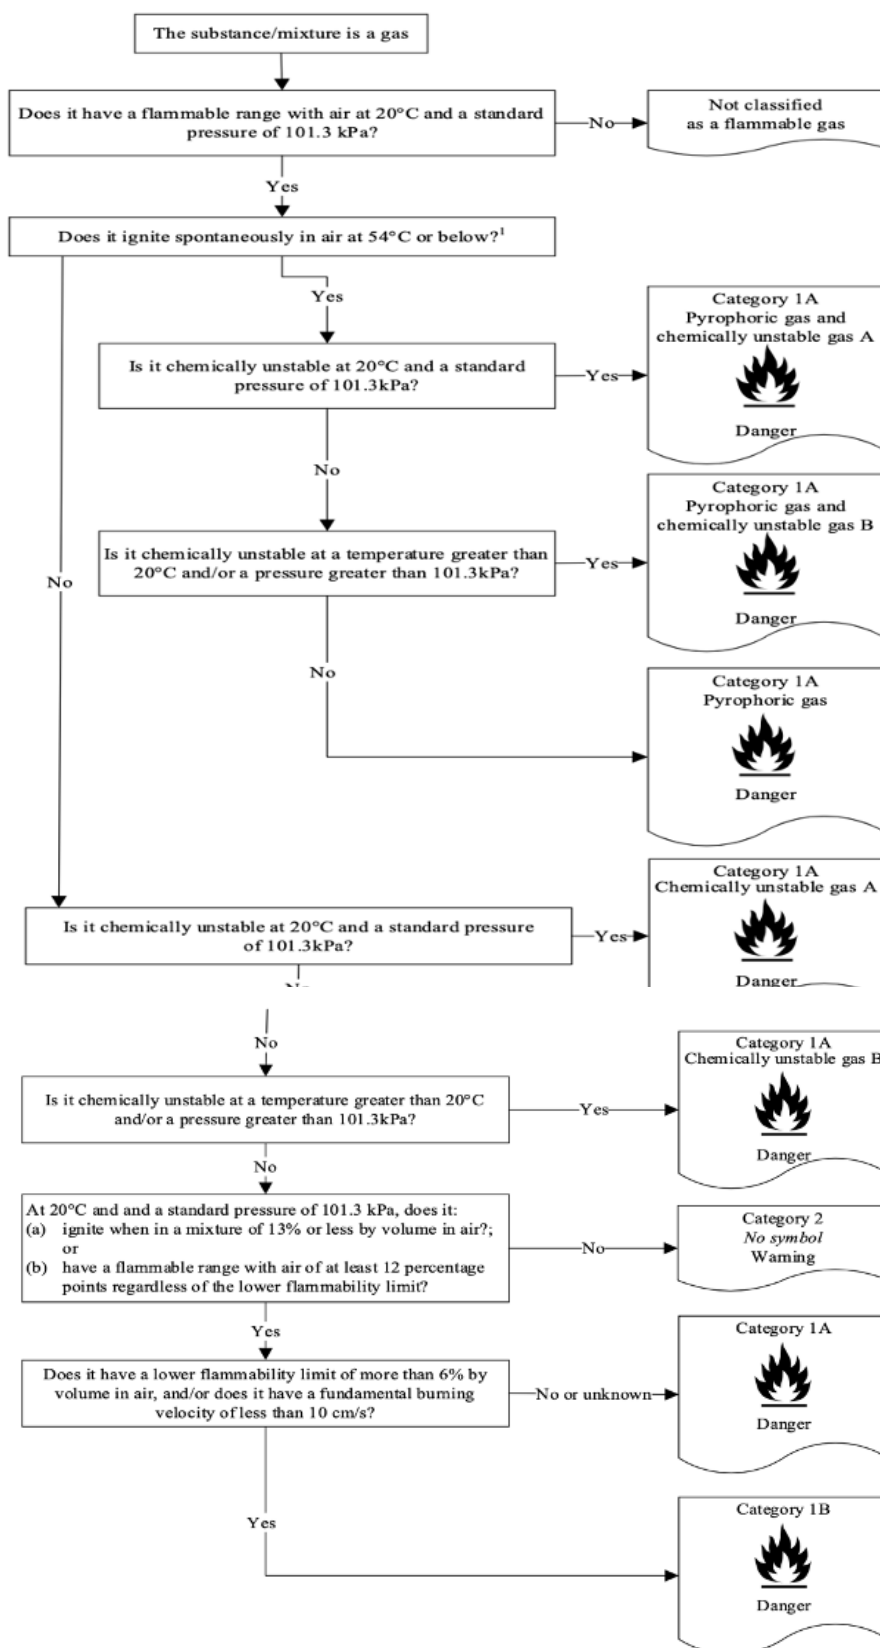 The substance/mixture is a gas
Does it have a flammable range with air at 20°C and a standard
pressure of 101.3 kPa?
No
Not classified
as a flammable gas
Yes
Does it ignite spontaneously in air at 54°C or below?¹
Yes
Is it chemically unstable at 20°C and a standard
pressure of 101.3kPa?
Yes
Category 1A
Pyrophoric gas and
chemically unstable gas A
Danger
No
Is it chemically unstable at a temperature greater than
20°C and/or a pressure greater than 101.3kPa?
Yes
Category 1A
Pyrophoric gas and
chemically unstable gas B
Danger
No
No
Category 1A
Pyrophoric gas
Danger
Is it chemically unstable at 20°C and a standard pressure
of 101.3kPa?
Yes
Category 1A
Chemically unstable gas A
Danger
No
No
Is it chemically unstable at a temperature greater than 20°C
and/or a pressure greater than 101.3kPa?
Yes
Category 1A
Chemically unstable gas B
Danger
No
At 20°C and and a standard pressure of 101.3 kPa, does it:
(a) ignite when in a mixture of 13% or less by volume in air?;
or
(b) have a flammable range with air of at least 12 percentage
points regardless of the lower flammability limit?
No
Category 2
No symbol
Warning
Yes
Does it have a lower flammability limit of more than 6% by
volume in air, and/or does it have a fundamental burning
velocity of less than 10 cm/s?
No or unknown
Category 1A
Danger
Yes
Category 1B
Danger